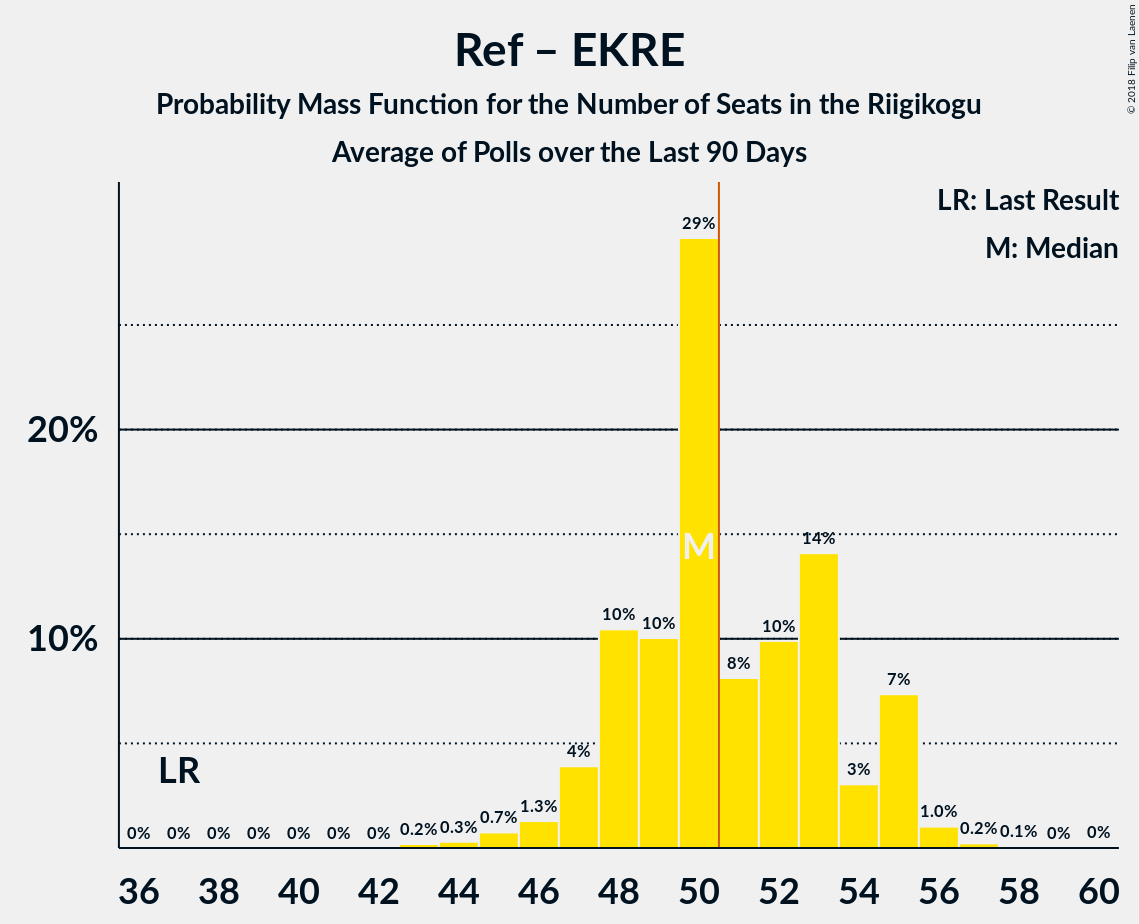 Ref – EKRE
Probability Mass Function for the Number of Seats in the Riigikogu
Average of Polls over the Last 90 Days
© 2018 Filip van Laenen
LR: Last Result
M: Median
20%
10%
LR
M
0% 0% 0% 0% 0% 0% 0% 0.2% 0.3% 0.7% 1.3% 4% 10% 10% 29% 8% 10% 14% 3% 7% 1.0% 0.2% 0.1% 0% 0%
36 38 40 42 44 46 48 50 52 54 56 58 60